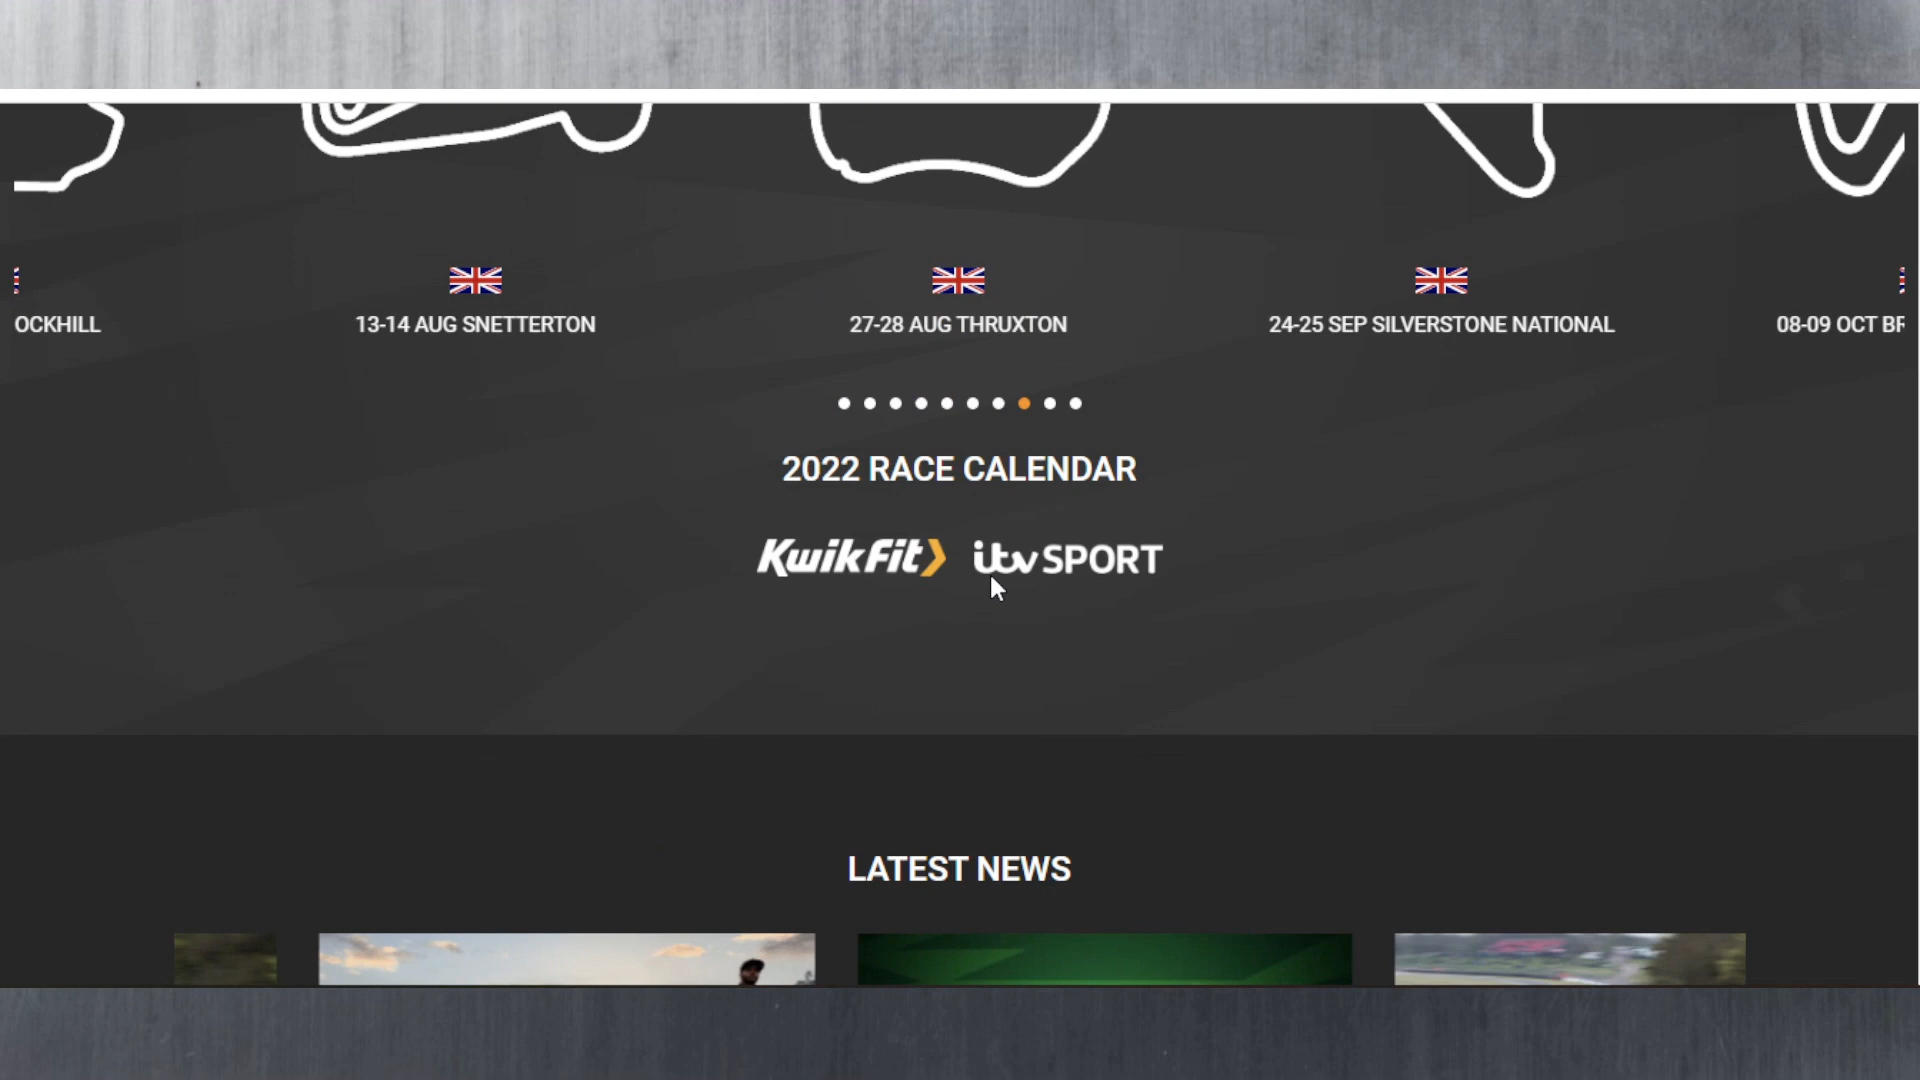 OCKHILL
13-14 AUG SNETTERTON
27-28 AUG THRUXTON
24-25 SEP SILVERSTONE NATIONAL
08-09 OCT BR
2022 RACE CALENDAR
KwikFit
itv SPORT
LATEST NEWS